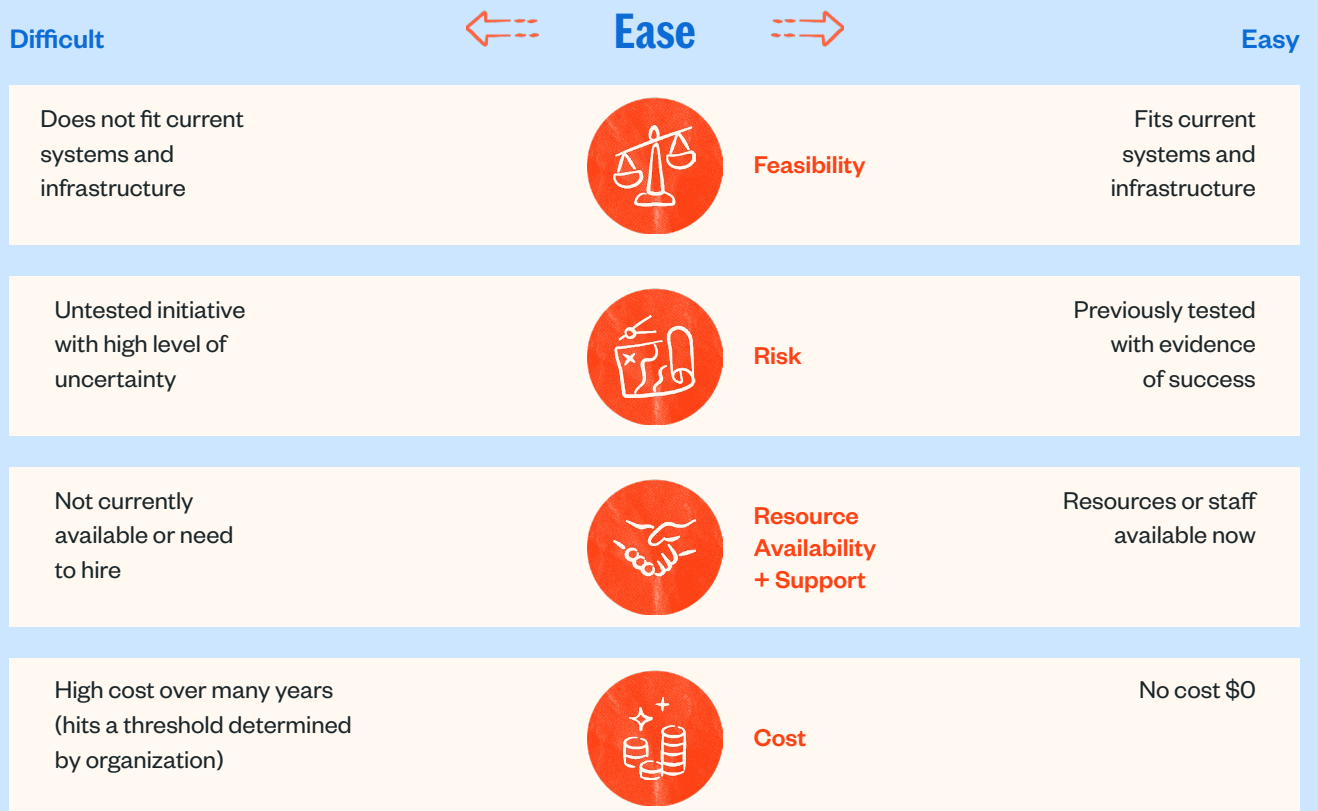 Difficult
Ease
Easy
Does not fit current
systems and
infrastructure
Feasibility
Fits current
systems and
infrastructure
Untested initiative
with high level of
uncertainty
Risk
Previously tested
with evidence
of success
Not currently
available or need
to hire
Resource
Availability
+ Support
Resources or staff
available now
High cost over many years
(hits a threshold determined
by organization)
Cost
No cost $0